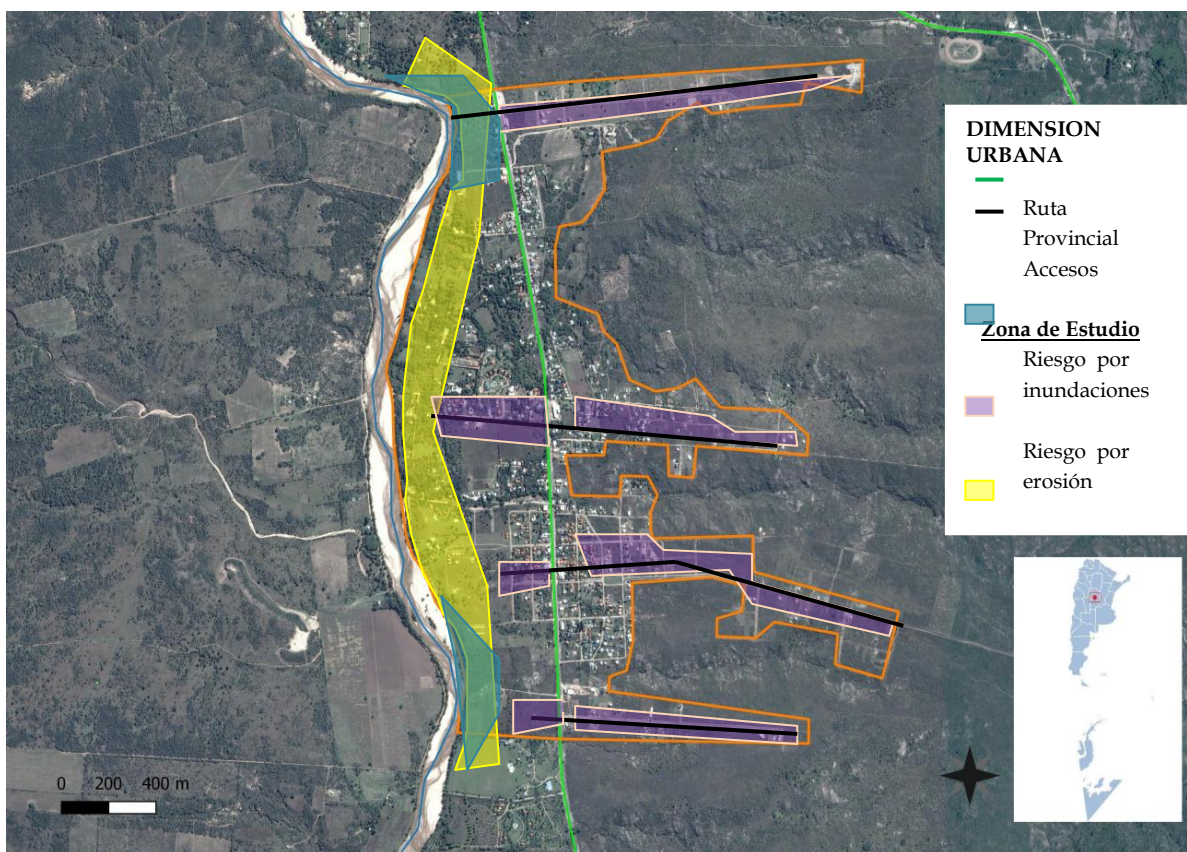 DIMENSION
URBANA
Ruta
Provincial
Accesos
Zona de Estudio
Riesgo por
inundaciones
Riesgo por
erosión
0 200 400 m